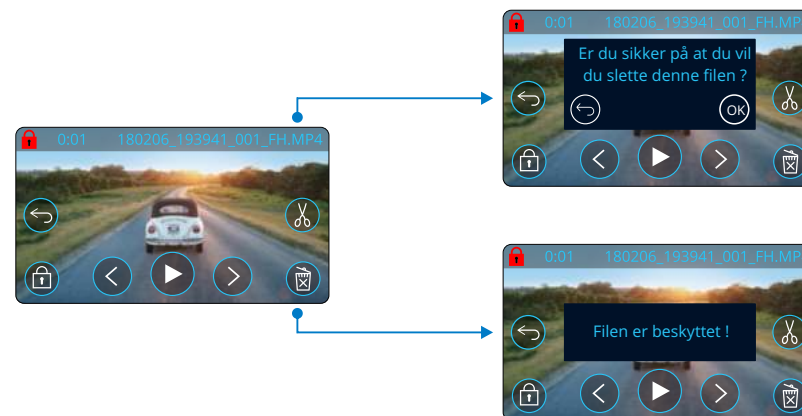 0:01 180206_193941_001_FH.MP4
0:01 180206_193941_001_FH.MP
Er du sikker på at du vil
du slette denne filen ?
OK
0:01 180206_193941_001_FH.MP
Filen er beskyttet !